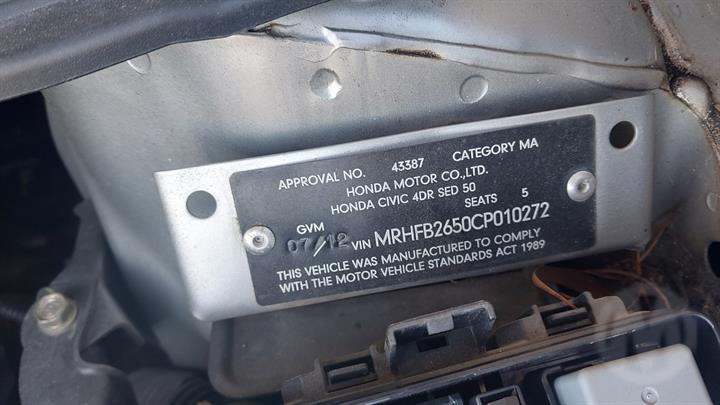 APPROVAL NO. 43387 CATEGORY MA
HONDA MOTOR CO.,LTD.
HONDA CIVIC 4DR SED 50
GVM SEATS 5
07/12 VIN MRHFB2650CP010272
THIS VEHICLE WAS MANUFACTURED TO COMPLY
WITH THE MOTOR VEHICLE STANDARDS ACT 1989